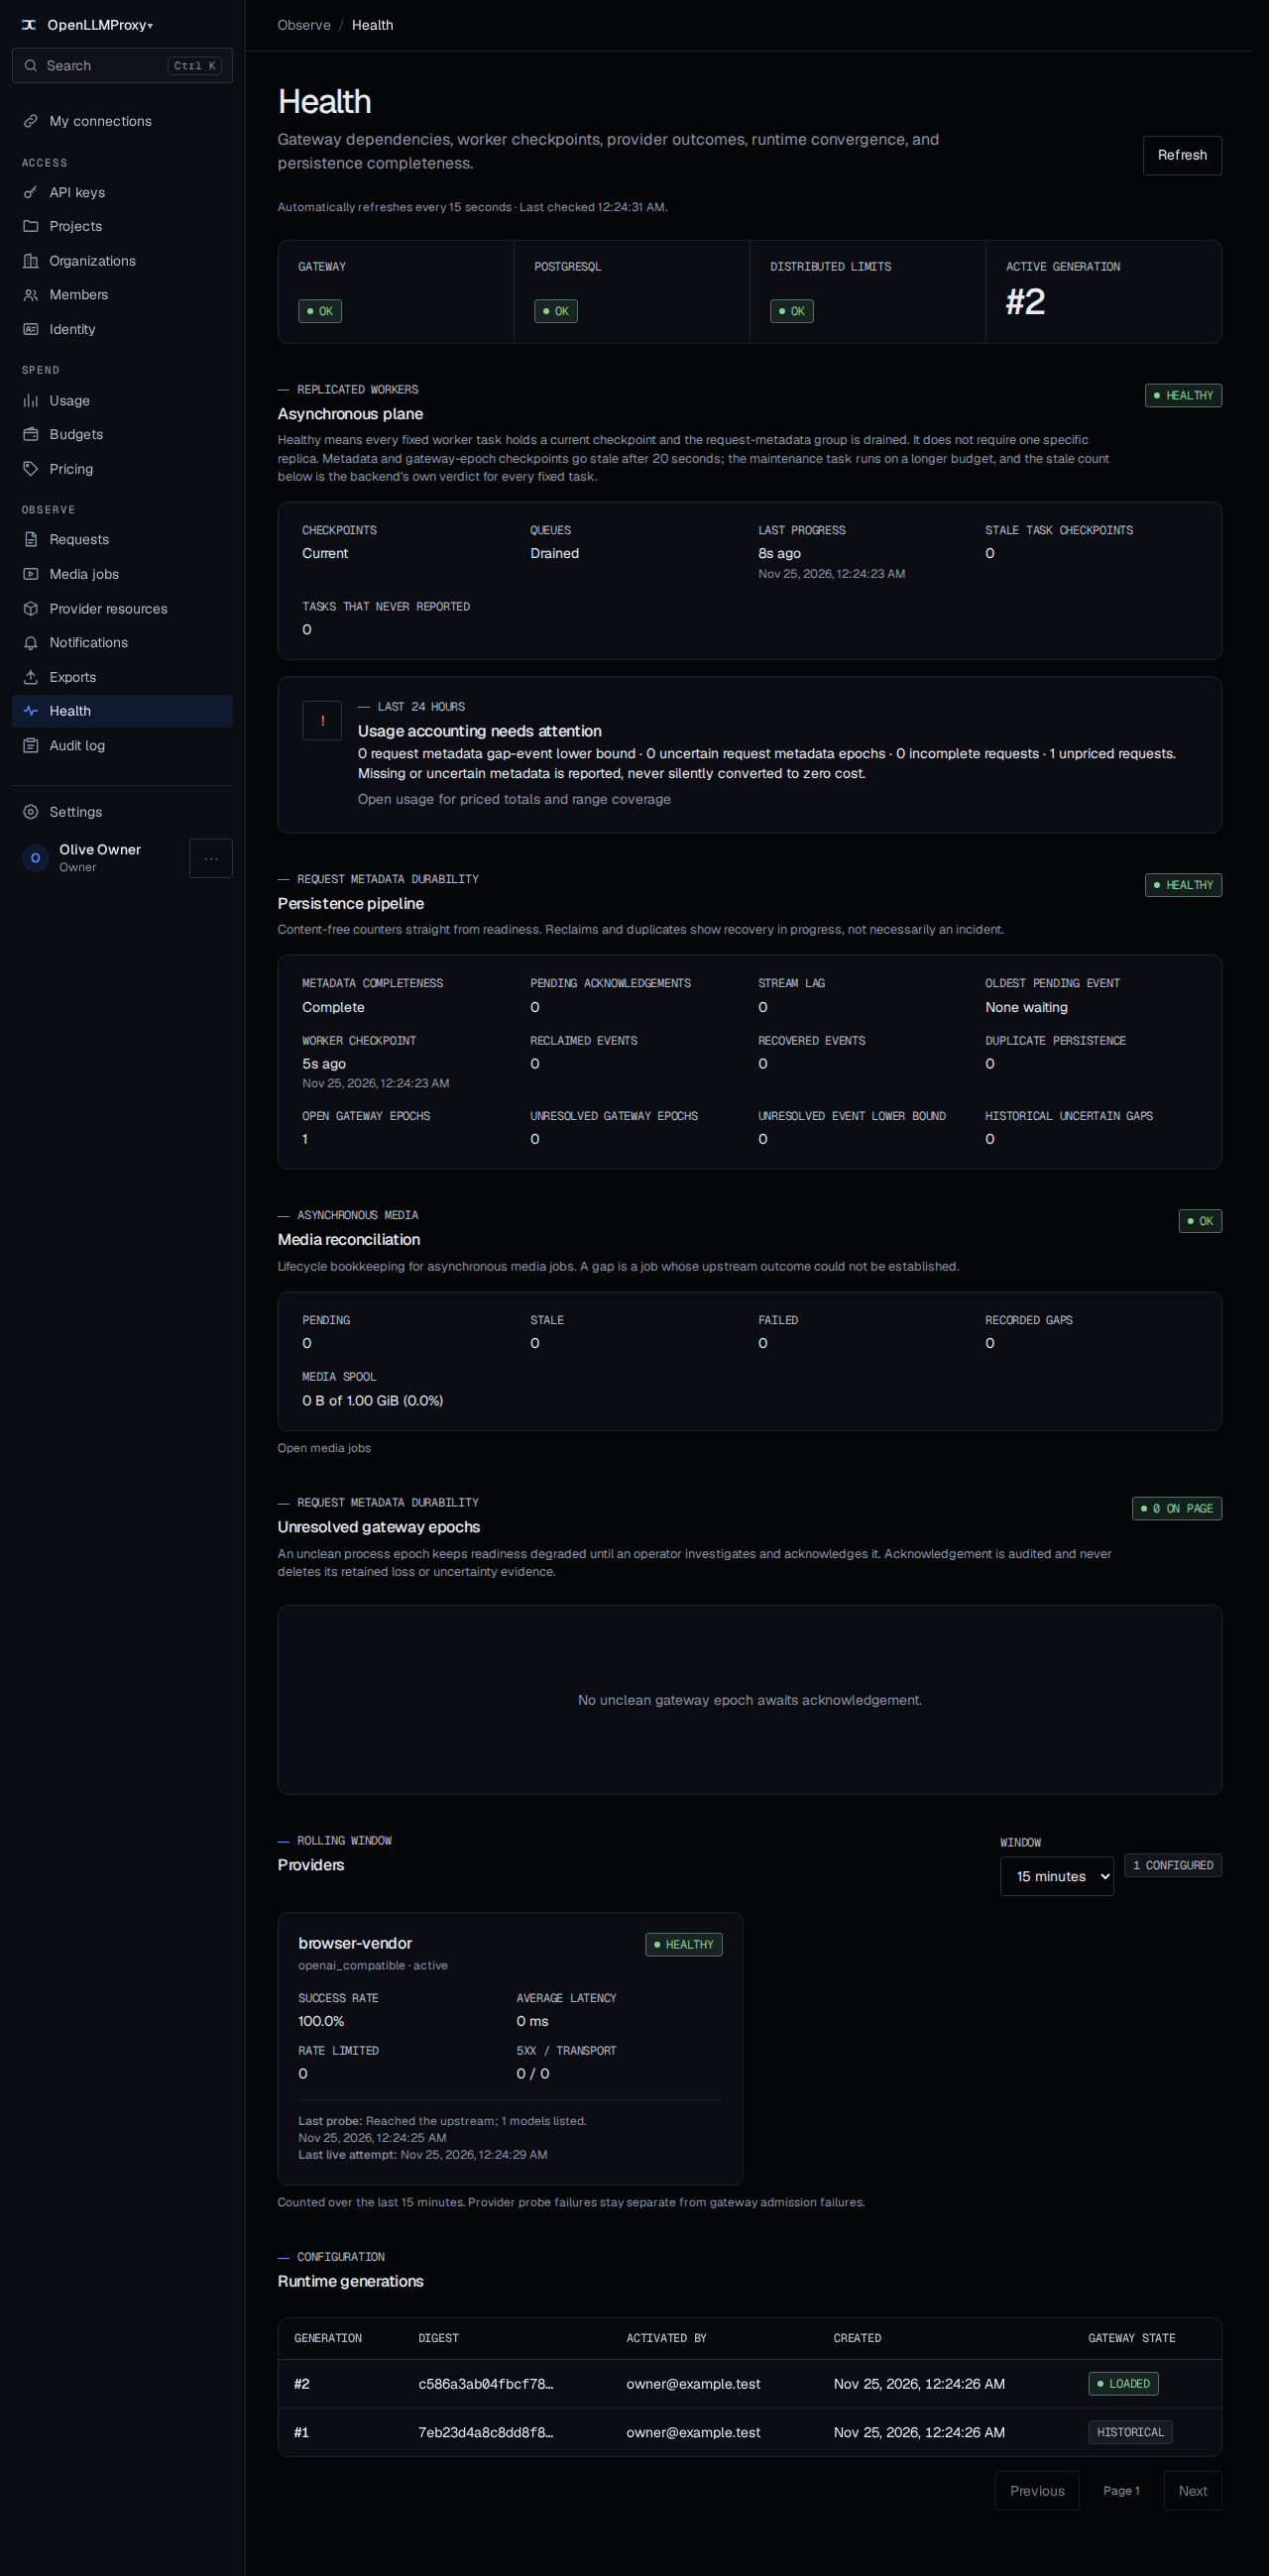 OpenLLMProxy▾
Search Ctrl K
My connections
ACCESS
API keys
Projects
Organizations
Members
Identity
SPEND
Usage
Budgets
Pricing
OBSERVE
Requests
Media jobs
Provider resources
Notifications
Exports
Health
Audit log
Settings
O Olive Owner
Owner
...
Observe / Health
Health
Gateway dependencies, worker checkpoints, provider outcomes, runtime convergence, and
persistence completeness.
Refresh
Automatically refreshes every 15 seconds · Last checked 12:24:31 AM.
GATEWAY POSTGRESQL DISTRIBUTED LIMITS ACTIVE GENERATION
OK OK OK #2
REPLICATED WORKERS
HEALTHY
Asynchronous plane
Healthy means every fixed worker task holds a current checkpoint and the request-metadata group is drained. It does not require one specific
replica. Metadata and gateway-epoch checkpoints go stale after 20 seconds; the maintenance task runs on a longer budget, and the stale count
below is the backend's own verdict for every fixed task.
CHECKPOINTS QUEUES LAST PROGRESS STALE TASK CHECKPOINTS
Current Drained 8s ago 0
Nov 25, 2026, 12:24:23 AM
TASKS THAT NEVER REPORTED
0
!
LAST 24 HOURS
Usage accounting needs attention
0 request metadata gap-event lower bound · 0 uncertain request metadata epochs · 0 incomplete requests · 1 unpriced requests.
Missing or uncertain metadata is reported, never silently converted to zero cost.
Open usage for priced totals and range coverage
REQUEST METADATA DURABILITY
HEALTHY
Persistence pipeline
Content-free counters straight from readiness. Reclaims and duplicates show recovery in progress, not necessarily an incident.
METADATA COMPLETENESS PENDING ACKNOWLEDGEMENTS STREAM LAG OLDEST PENDING EVENT
Complete 0 0 None waiting
WORKER CHECKPOINT RECLAIMED EVENTS RECOVERED EVENTS DUPLICATE PERSISTENCE
5s ago 0 0 0
Nov 25, 2026, 12:24:23 AM
OPEN GATEWAY EPOCHS UNRESOLVED GATEWAY EPOCHS UNRESOLVED EVENT LOWER BOUND HISTORICAL UNCERTAIN GAPS
1 0 0 0
ASYNCHRONOUS MEDIA
OK
Media reconciliation
Lifecycle bookkeeping for asynchronous media jobs. A gap is a job whose upstream outcome could not be established.
PENDING STALE FAILED RECORDED GAPS
0 0 0 0
MEDIA SPOOL
0 B of 1.00 GiB (0.0%)
Open media jobs
REQUEST METADATA DURABILITY
0 ON PAGE
Unresolved gateway epochs
An unclean process epoch keeps readiness degraded until an operator investigates and acknowledges it. Acknowledgement is audited and never
deletes its retained loss or uncertainty evidence.
No unclean gateway epoch awaits acknowledgement.
ROLLING WINDOW
Providers
WINDOW
15 minutes
1 CONFIGURED
browser-vendor HEALTHY
openai_compatible · active
SUCCESS RATE AVERAGE LATENCY
100.0% 0 ms
RATE LIMITED 5XX / TRANSPORT
0 0 / 0
Last probe: Reached the upstream; 1 models listed.
Nov 25, 2026, 12:24:25 AM
Last live attempt: Nov 25, 2026, 12:24:29 AM
Counted over the last 15 minutes. Provider probe failures stay separate from gateway admission failures.
CONFIGURATION
Runtime generations
GENERATION DIGEST ACTIVATED BY CREATED GATEWAY STATE
#2 c586a3ab04fbcf78… owner@example.test Nov 25, 2026, 12:24:26 AM LOADED
#1 7eb23d4a8c8dd8f8… owner@example.test Nov 25, 2026, 12:24:26 AM HISTORICAL
Previous Page 1 Next